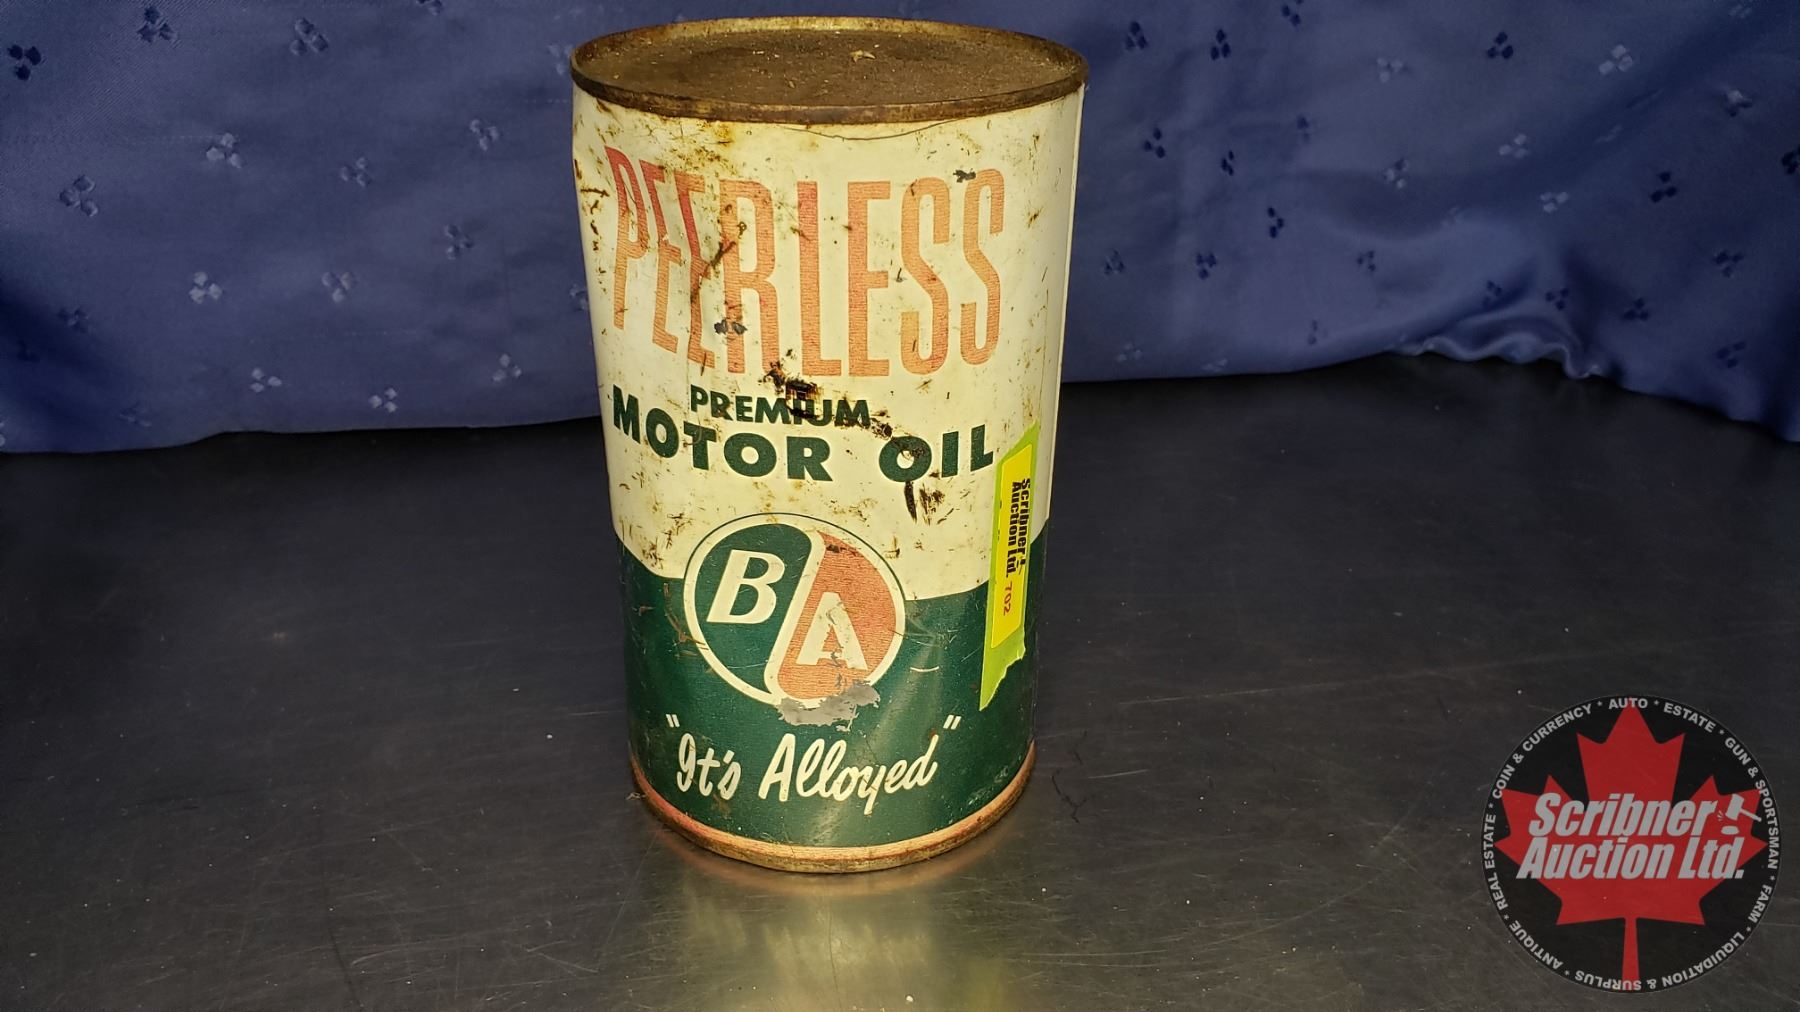 PEERLESS
PREMIUM
MOTOR OIL
B A
"It's Alloyed"
Scribner
Auction Ltd. 702
Scribner
Auction Ltd.
ANTIQUE * REAL ESTATE * COIN & CURRENCY * AUTO * ESTATE * GUN & SPORTSMAN * FARM * LIQUIDATION & SURPLUS *